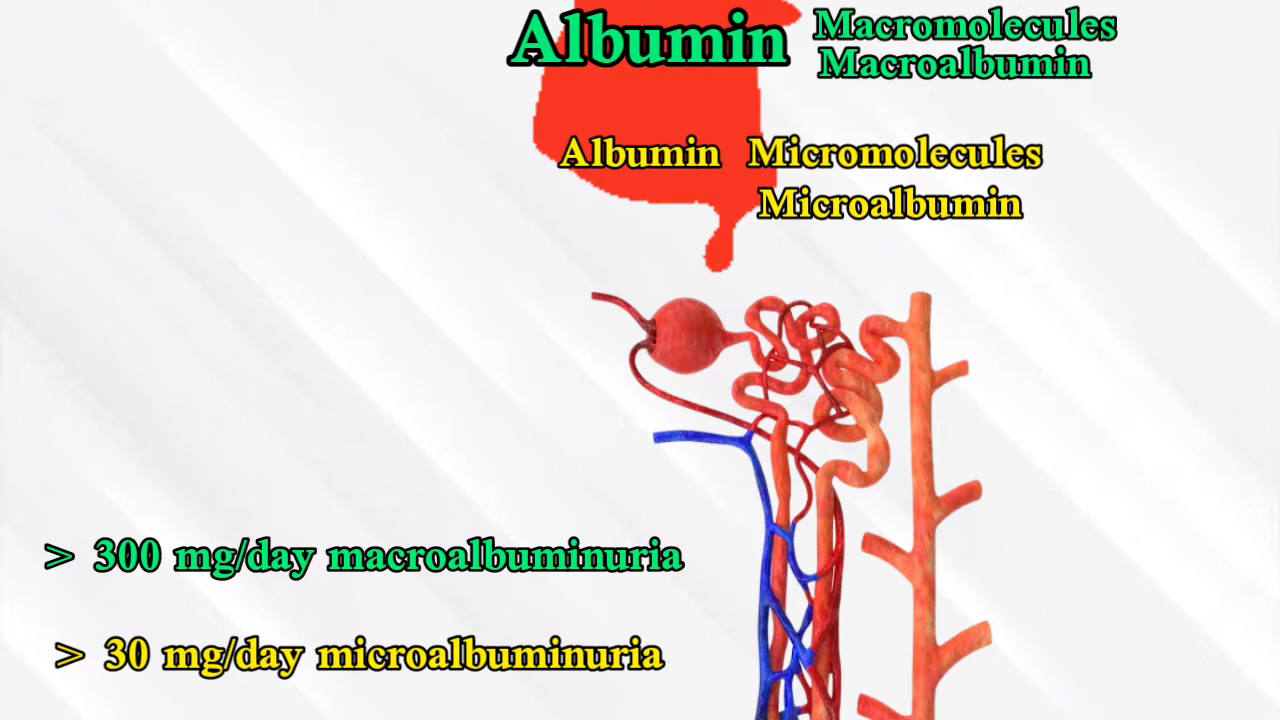 Albumin
Macromolecules
Macroalbumin
Albumin Micromolecules
Microalbumin
> 300 mg/day macroalbuminuria
> 30 mg/day microalbuminuria